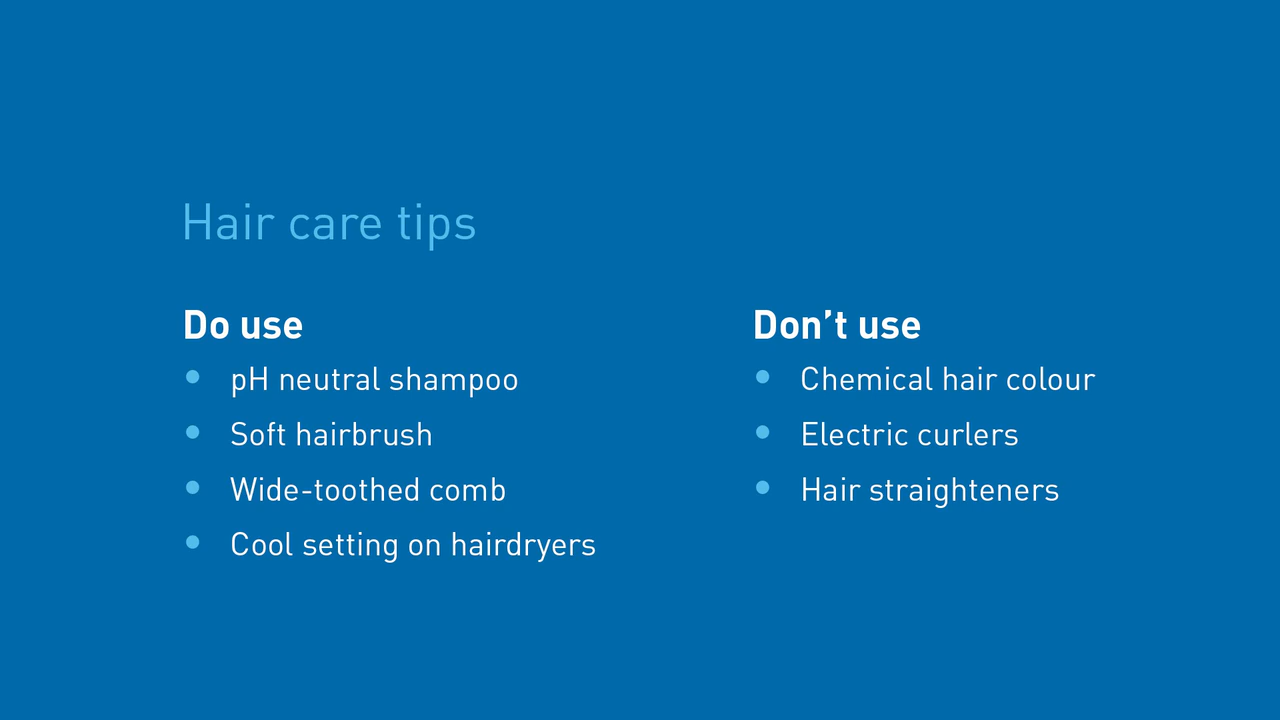 Hair care tips
Do use
• pH neutral shampoo
• Soft hairbrush
• Wide-toothed comb
• Cool setting on hairdryers
Don’t use
• Chemical hair colour
• Electric curlers
• Hair straighteners